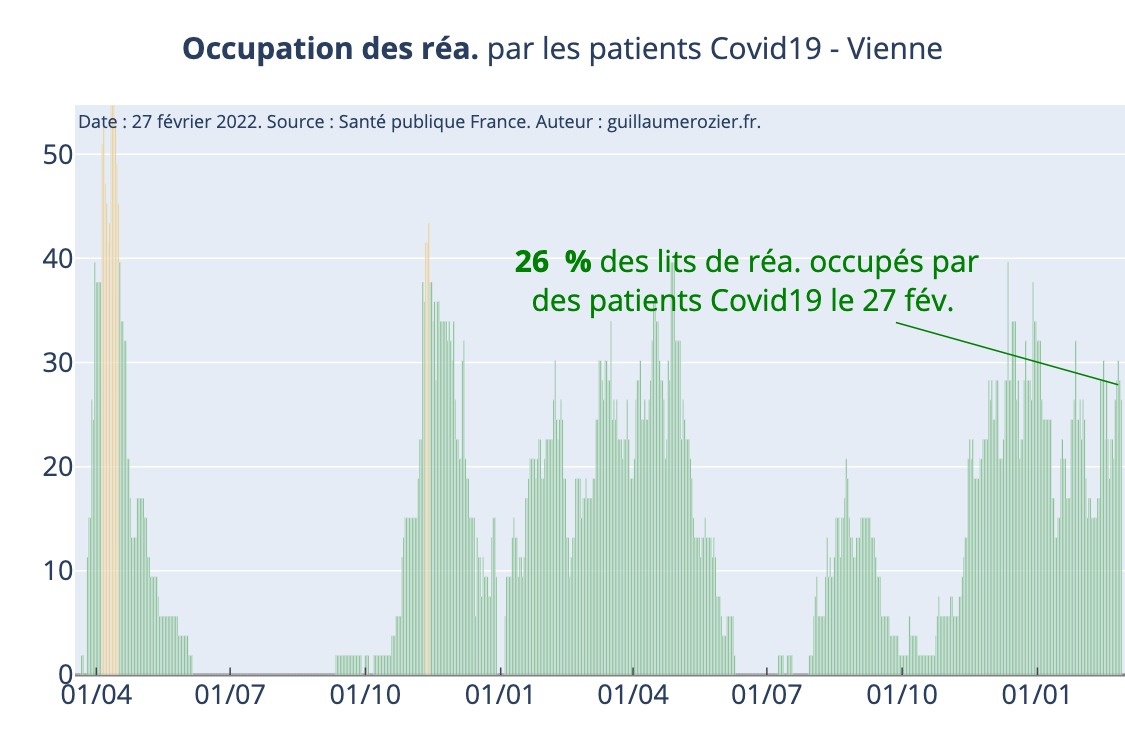 Occupation des réa. par les patients Covid19 - Vienne
Date : 27 février 2022. Source : Santé publique France. Auteur : guillaumerozier.fr.
50
40
26 % des lits de réa. occupés par
des patients Covid19 le 27 fév.
30
20
10
0
01/04 01/07 01/10 01/01 01/04 01/07 01/10 01/01